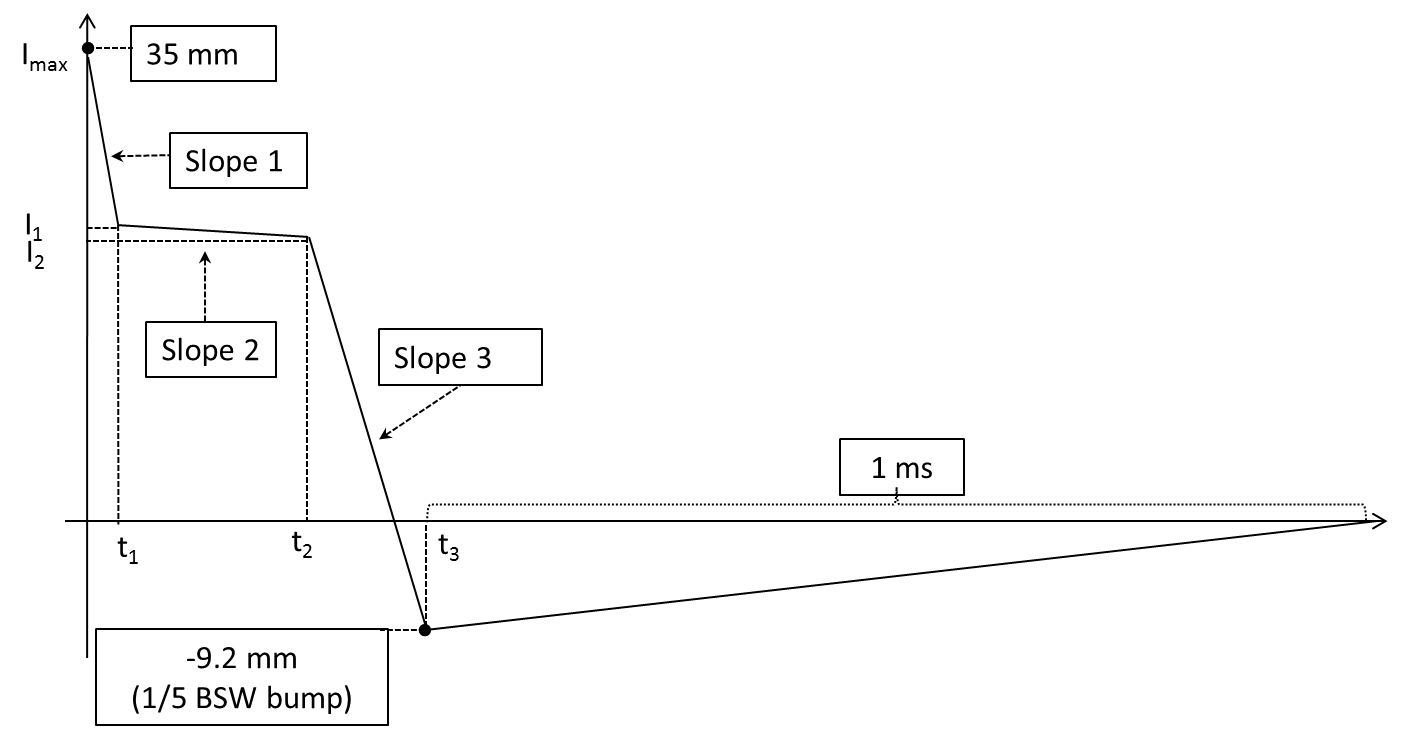 35 mm
Imax
Slope 1
I1
I2
Slope 2
Slope 3
1 ms
t1
t2
t3
-9.2 mm
(1/5 BSW bump)